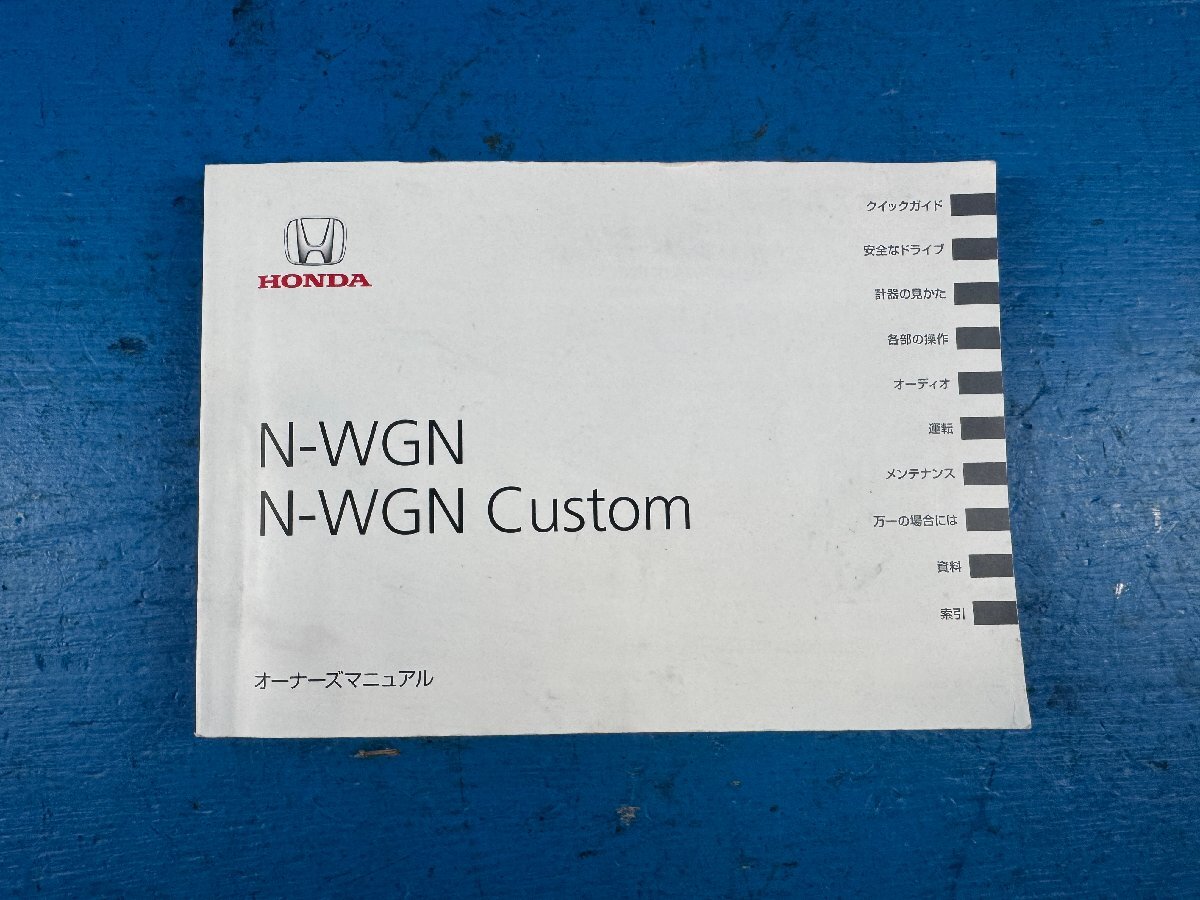 HONDA
N-WGN
N-WGN Custom
オーナーズマニュアル
クイックガイド
安全なドライブ
計器の見かた
各部の操作
オーディオ
運転
メンテナンス
万一の場合には
資料
索引